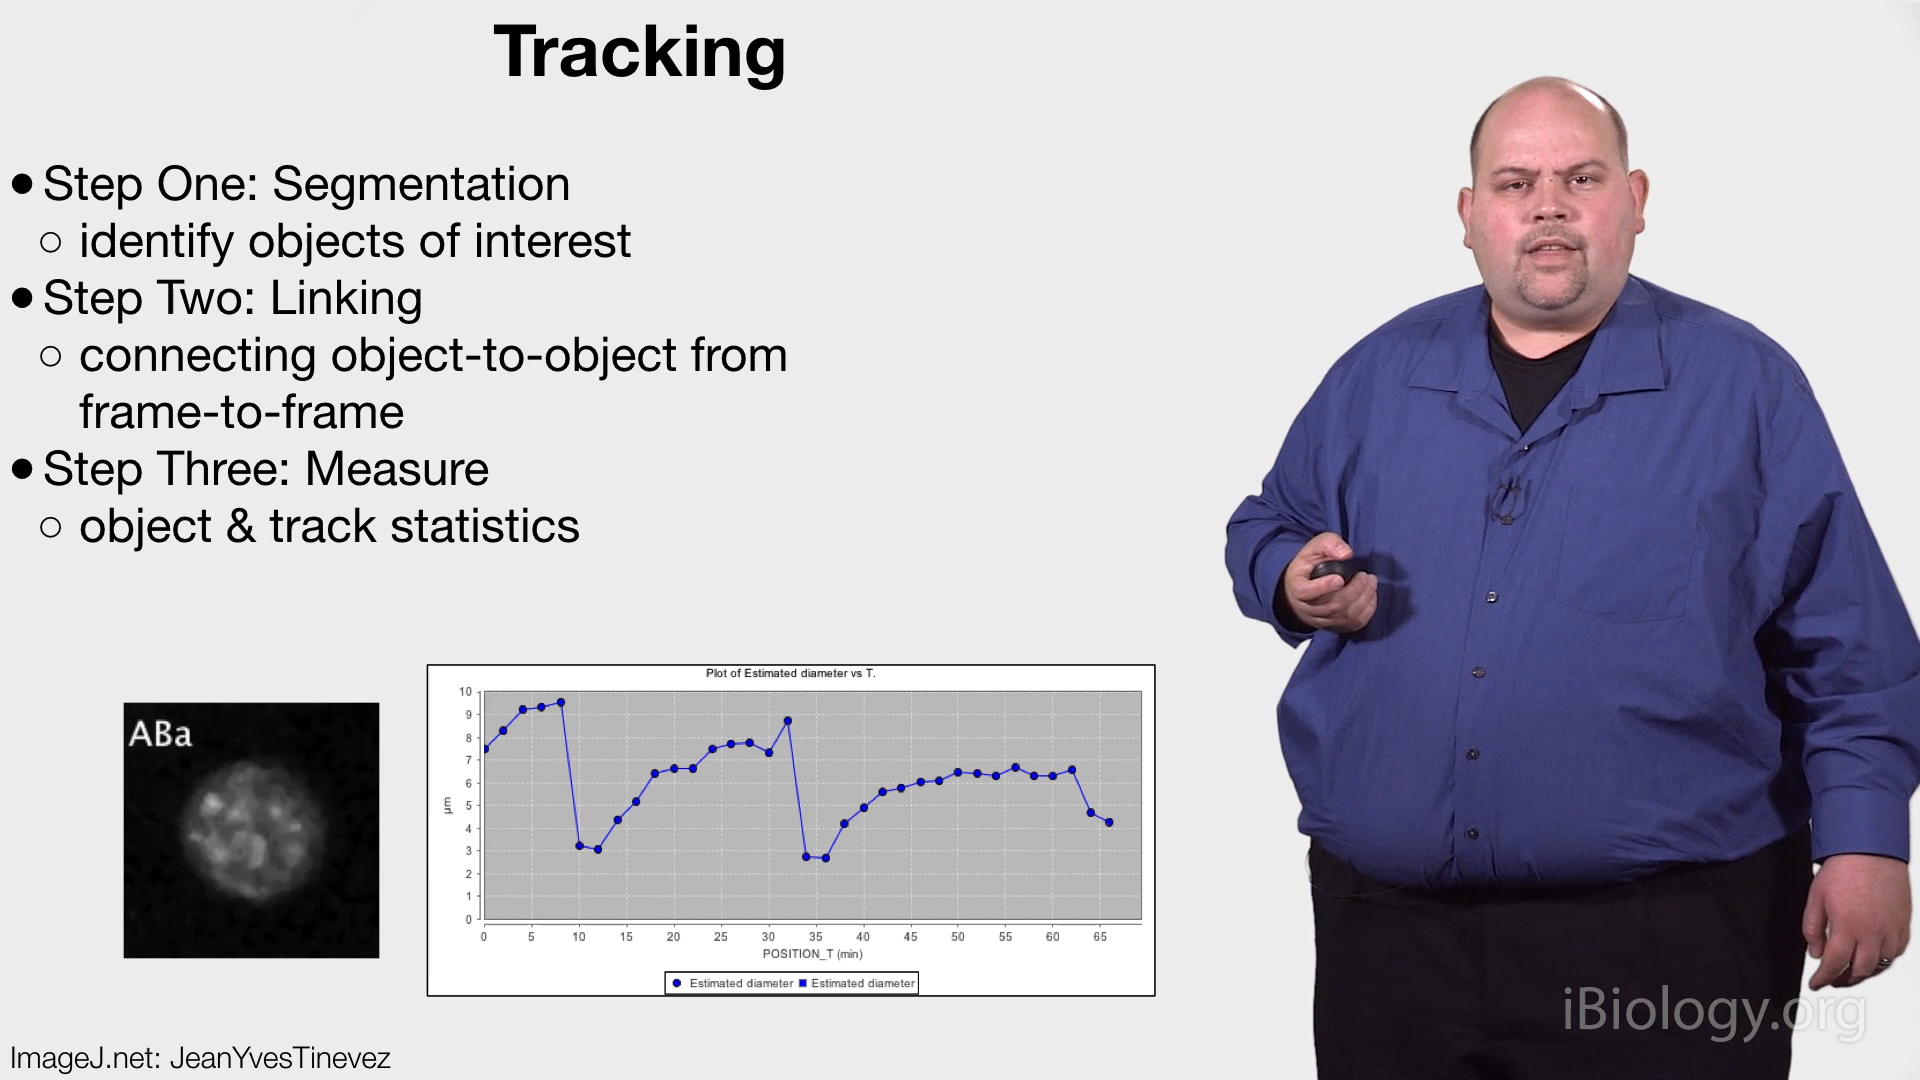 Tracking
● Step One: Segmentation
○ identify objects of interest
● Step Two: Linking
○ connecting object-to-object from
frame-to-frame
● Step Three: Measure
○ object & track statistics
ABa
Plot of Estimated diameter vs T.
10
9
8
7
6
5
4
3
2
1
0
µm
0 5 10 15 20 25 30 35 40 45 50 55 60 65
POSITION_T (min)
Estimated diameter Estimated diameter
iBiology.org
ImageJ.net: JeanYvesTinevez